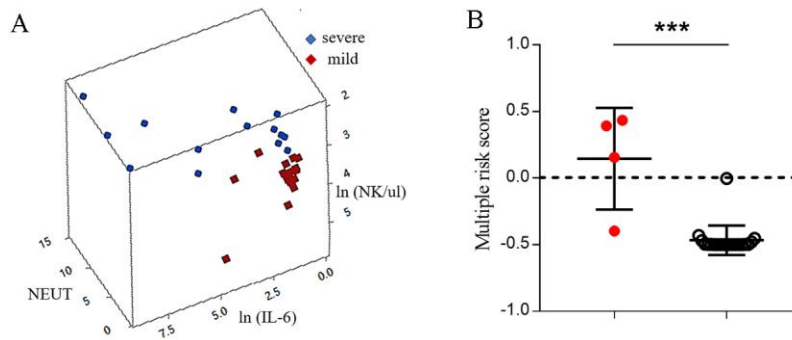 A
severe
mild
2
3
4
ln (NK/ul)
5
15
10
5
0
NEUT
7.5
5.0
2.5
0.0
ln (IL-6)
B
***
1.0
0.5
0.0
-0.5
-1.0
Multiple risk score